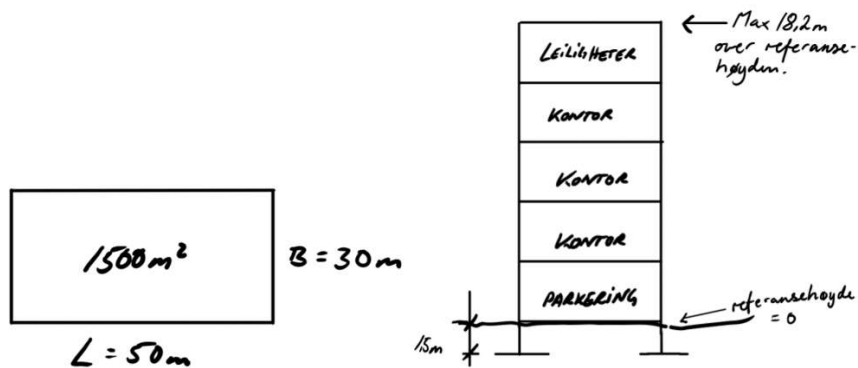 1500m²
B = 30m
L = 50m
Max 18,2m
over referanse-
høyden.
LEILIGHETER
KONTOR
KONTOR
KONTOR
PARKERING
referansehøyde
= 0
1,5m